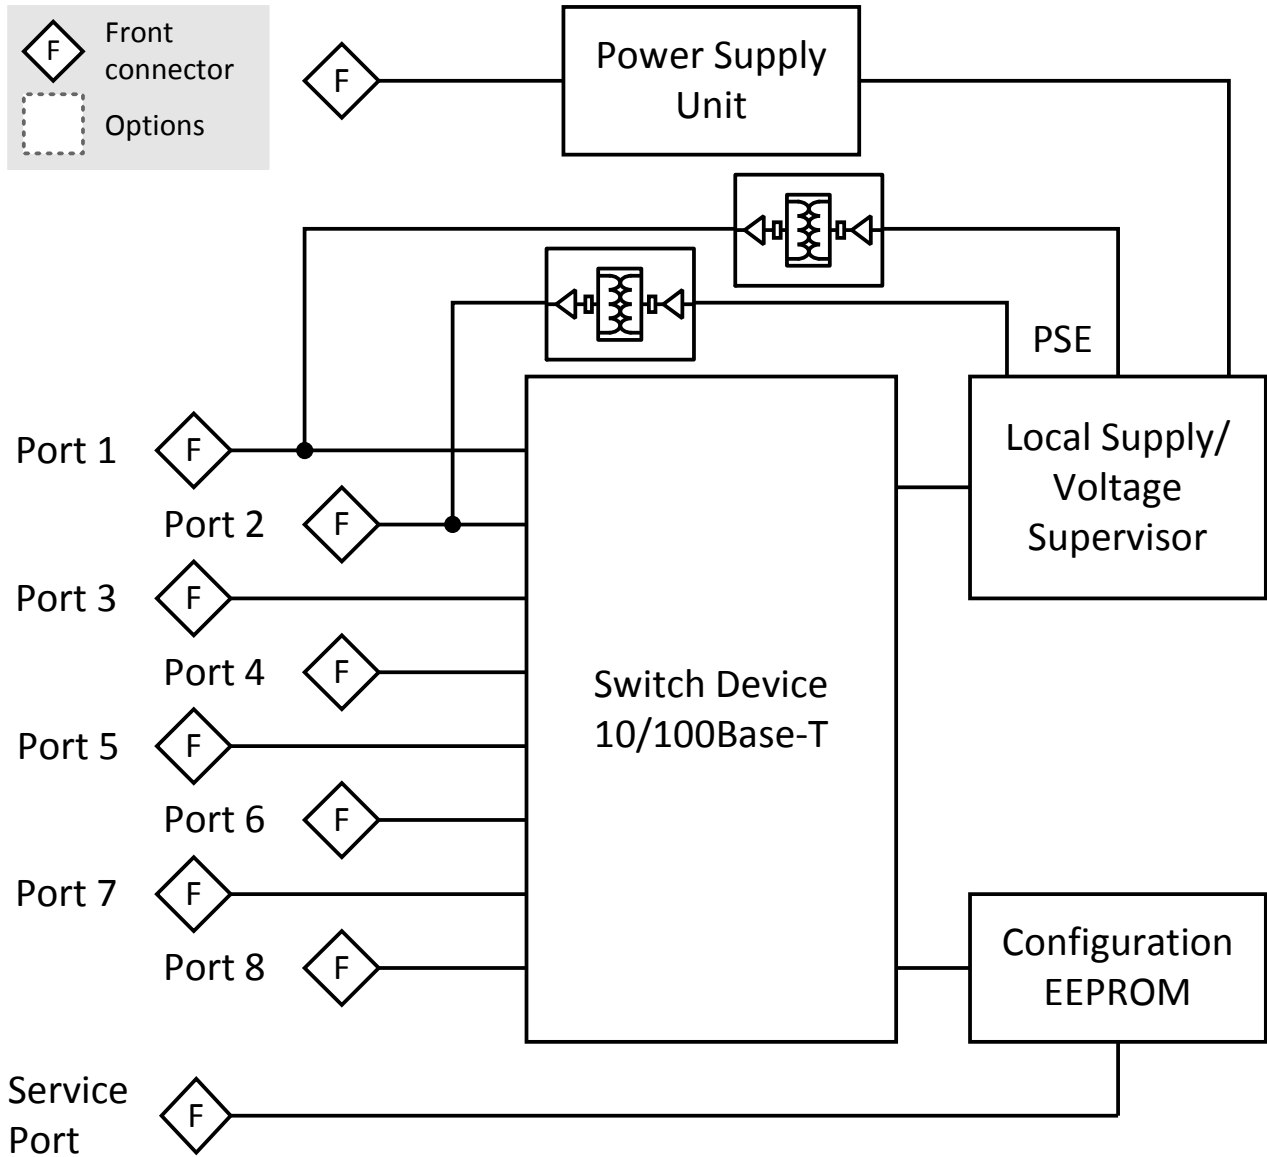 F
Front
connector
Options
F
Power Supply
Unit
PSE
Port 1
F
Local Supply/
Voltage
Supervisor
Port 2
F
Port 3
F
Port 4
F
Switch Device
10/100Base-T
Port 5
F
Port 6
F
Port 7
F
Port 8
F
Configuration
EEPROM
Service
Port
F